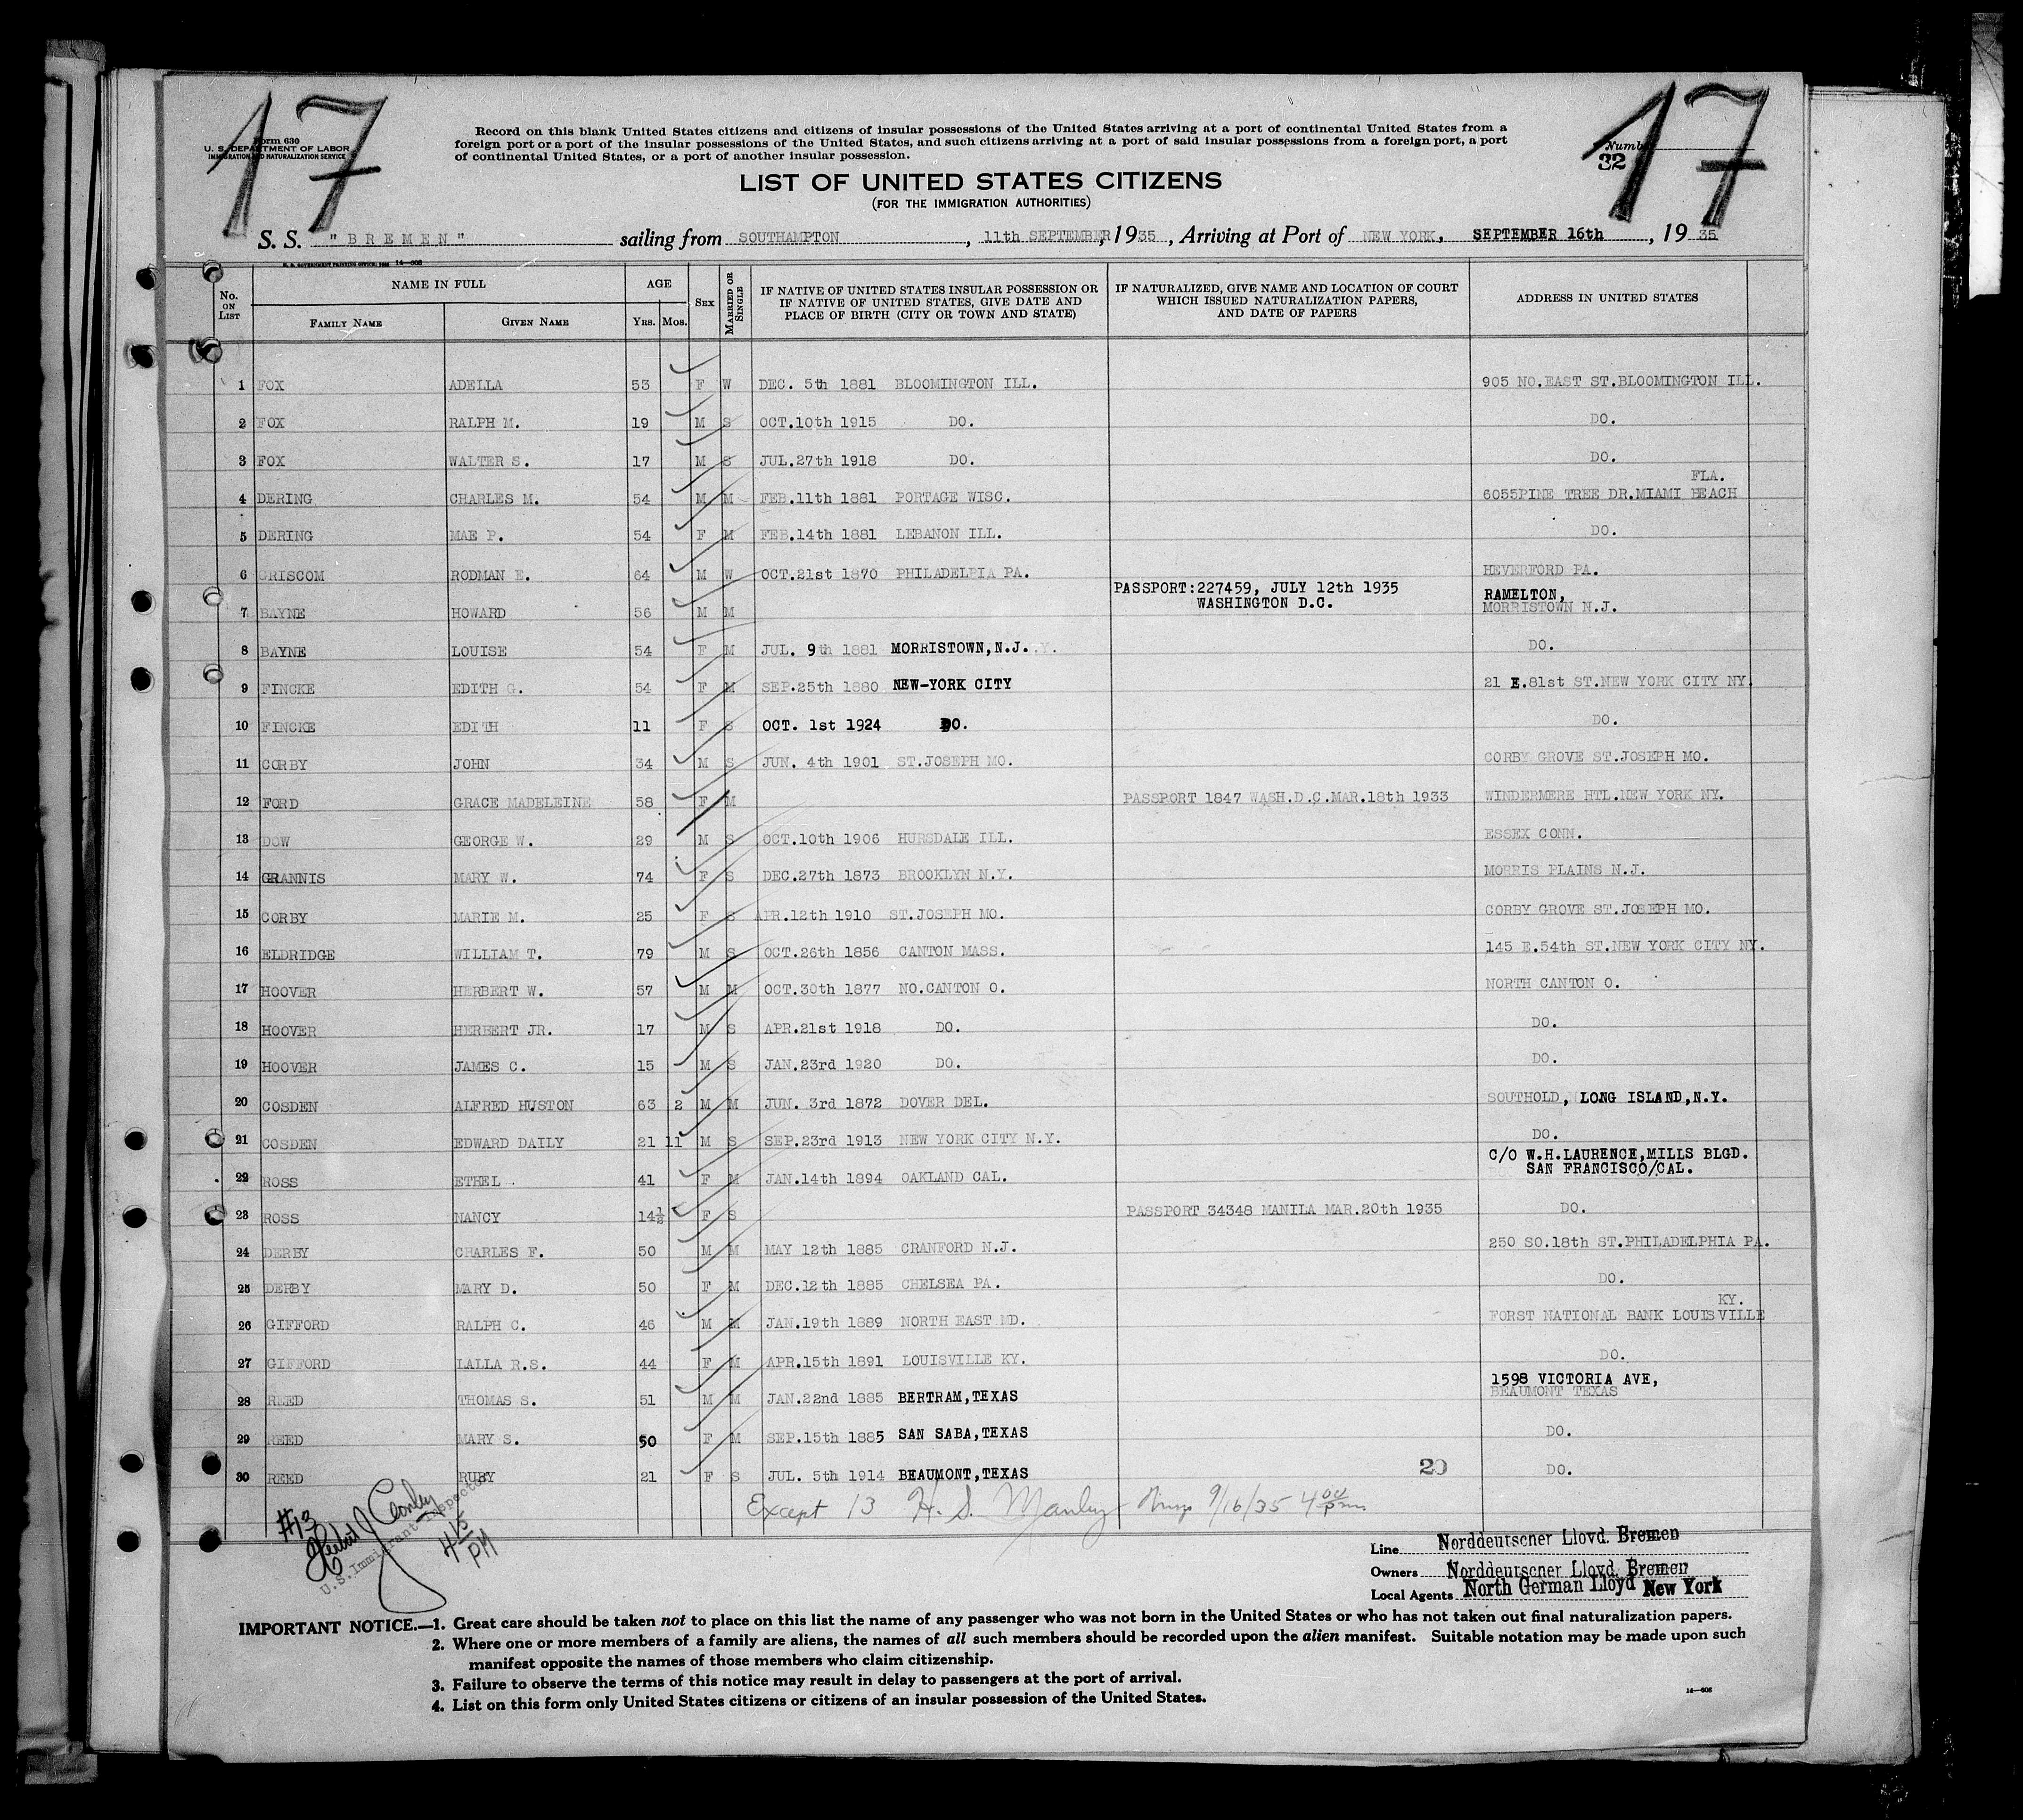 17
17
Form 630
U. S. DEPARTMENT OF LABOR
IMMIGRATION AND NATURALIZATION SERVICE
Record on this blank United States citizens and citizens of insular possessions of the United States arriving at a port of continental United States from a
foreign port or a port of the insular possessions of the United States, and such citizens arriving at a port of said insular possessions from a foreign port, a port
of continental United States, or a port of another insular possession.
Number
32
LIST OF UNITED STATES CITIZENS
(FOR THE IMMIGRATION AUTHORITIES)
S. S. "BREMEN" sailing from SOUTHAMPTON, 11th SEPTEMBER, 1935, Arriving at Port of NEW YORK, SEPTEMBER 16th, 1935
U. S. GOVERNMENT PRINTING OFFICE: 14—606
No. ON LIST NAME IN FULL FAMILY NAME GIVEN NAME AGE YRS. MOS. SEX MARRIED OR SINGLE IF NATIVE OF UNITED STATES INSULAR POSSESSION OR IF NATIVE OF UNITED STATES, GIVE DATE AND PLACE OF BIRTH (CITY OR TOWN AND STATE) IF NATURALIZED, GIVE NAME AND LOCATION OF COURT WHICH ISSUED NATURALIZATION PAPERS, AND DATE OF PAPERS ADDRESS IN UNITED STATES
1 FOX ADELLA 53 F W DEC. 5th 1881 BLOOMINGTON ILL. 905 NO.EAST ST.BLOOMINGTON ILL.
2 FOX RALPH M. 19 M S OCT.10th 1915 DO. DO.
3 FOX WALTER S. 17 M S JUL.27th 1918 DO. DO.
FLA.
4 DERING CHARLES M. 54 M M FEB.11th 1881 PORTAGE WISC. 6055PINE TREE DR.MIAMI BEACH
5 DERING MAE P. 54 F M FEB.14th 1881 LEBANON ILL. DO.
6 GRISCOM RODMAN E. 64 M W OCT.21st 1870 PHILADELPIA PA. HEVERFORD PA.
PASSPORT:227459, JULY 12th 1935 RAMELTON,
7 BAYNE HOWARD 56 M M WASHINGTON D.C. MORRISTOWN N.J.
8 BAYNE LOUISE 54 F M JUL. 9th 1881 MORRISTOWN,N.J. DO.
9 FINCKE EDITH G. 54 F M SEP.25th 1880 NEW-YORK CITY 21 E.81st ST.NEW YORK CITY NY.
10 FINCKE EDITH 11 F S OCT. 1st 1924 DO. DO.
11 CORBY JOHN 34 M S JUN. 4th 1901 ST.JOSEPH MO. CORBY GROVE ST.JOSEPH MO.
12 FORD GRACE MADELEINE 58 F M PASSPORT 1847 WASH.D.C.MAR.18th 1933 WINDERMERE HTL.NEW YORK NY.
13 DOW GEORGE W. 29 M S OCT.10th 1906 HURSDALE ILL. ESSEX CONN.
14 GRANNIS MARY W. 74 F S DEC.27th 1873 BROOKLYN N.Y. MORRIS PLAINS N.J.
15 CORBY MARIE M. 25 F S APR.12th 1910 ST.JOSEPH MO. CORBY GROVE ST.JOSEPH MO.
16 ELDRIDGE WILLIAM T. 79 M S OCT.26th 1856 CANTON MASS. 145 E.54th ST.NEW YORK CITY NY.
17 HOOVER HERBERT W. 57 M M OCT.30th 1877 NO.CANTON O. NORTH CANTON O.
18 HOOVER HERBERT JR. 17 M S APR.21st 1918 DO. DO.
19 HOOVER JAMES C. 15 M S JAN.23rd 1920 DO. DO.
20 COSDEN ALFRED HUSTON 63 2 M M JUN. 3rd 1872 DOVER DEL. SOUTHOLD, LONG ISLAND,N.Y.
21 COSDEN EDWARD DAILY 21 11 M S SEP.23rd 1913 NEW YORK CITY N.Y. DO.
C/O W.H.LAURENCE,MILLS BLGD.
22 ROSS ETHEL 41 F M JAN.14th 1894 OAKLAND CAL. SAN FRANCISCO/CAL.
23 ROSS NANCY 14½ F S PASSPORT 34348 MANILA MAR.20th 1935 DO.
24 DERBY CHARLES F. 50 M M MAY 12th 1885 CRANFORD N.J. 250 SO.18th ST.PHILADELPHIA PA.
25 DERBY MARY D. 50 F M DEC.12th 1885 CHELSEA PA. DO.
KY.
26 GIFFORD RALPH C. 46 M M JAN.19th 1889 NORTH EAST MD. FORST NATIONAL BANK LOUISVILLE
27 GIFFORD LALLA R.S. 44 F M APR.15th 1891 LOUISVILLE KY. DO.
1598 VICTORIA AVE,
28 REED THOMAS S. 51 M M JAN.22nd 1885 BERTRAM,TEXAS BEAUMONT TEXAS
29 REED MARY S. 50 F M SEP.15th 1885 SAN SABA,TEXAS DO.
30 REED RUBY 21 F S JUL. 5th 1914 BEAUMONT,TEXAS 20 DO.
Except 13 H. S. Manley 9/16/35 4 00 pm
#13
Conley
U.S. Immigrant Inspector
4 15 PM
Line Norddeutscher Lloyd. Bremen
Owners Norddeutscher Lloyd. Bremen
Local Agents North German Lloyd New York
IMPORTANT NOTICE.—1. Great care should be taken not to place on this list the name of any passenger who was not born in the United States or who has not taken out final naturalization papers.
2. Where one or more members of a family are aliens, the names of all such members should be recorded upon the alien manifest. Suitable notation may be made upon such
manifest opposite the names of those members who claim citizenship.
3. Failure to observe the terms of this notice may result in delay to passengers at the port of arrival.
4. List on this form only United States citizens or citizens of an insular possession of the United States.
14—606